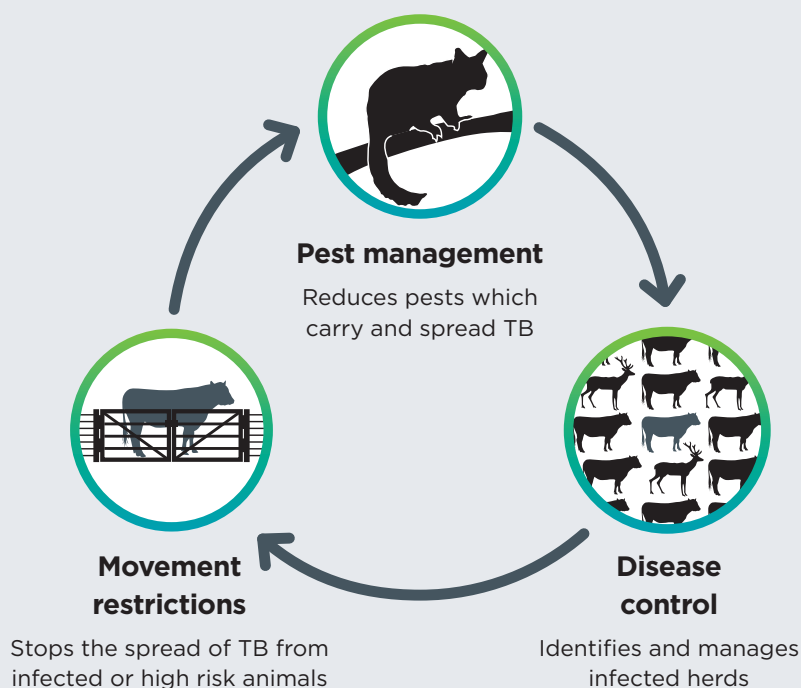 Pest management
Reduces pests which
carry and spread TB
Movement
restrictions
Stops the spread of TB from
infected or high risk animals
Disease
control
Identifies and manages
infected herds